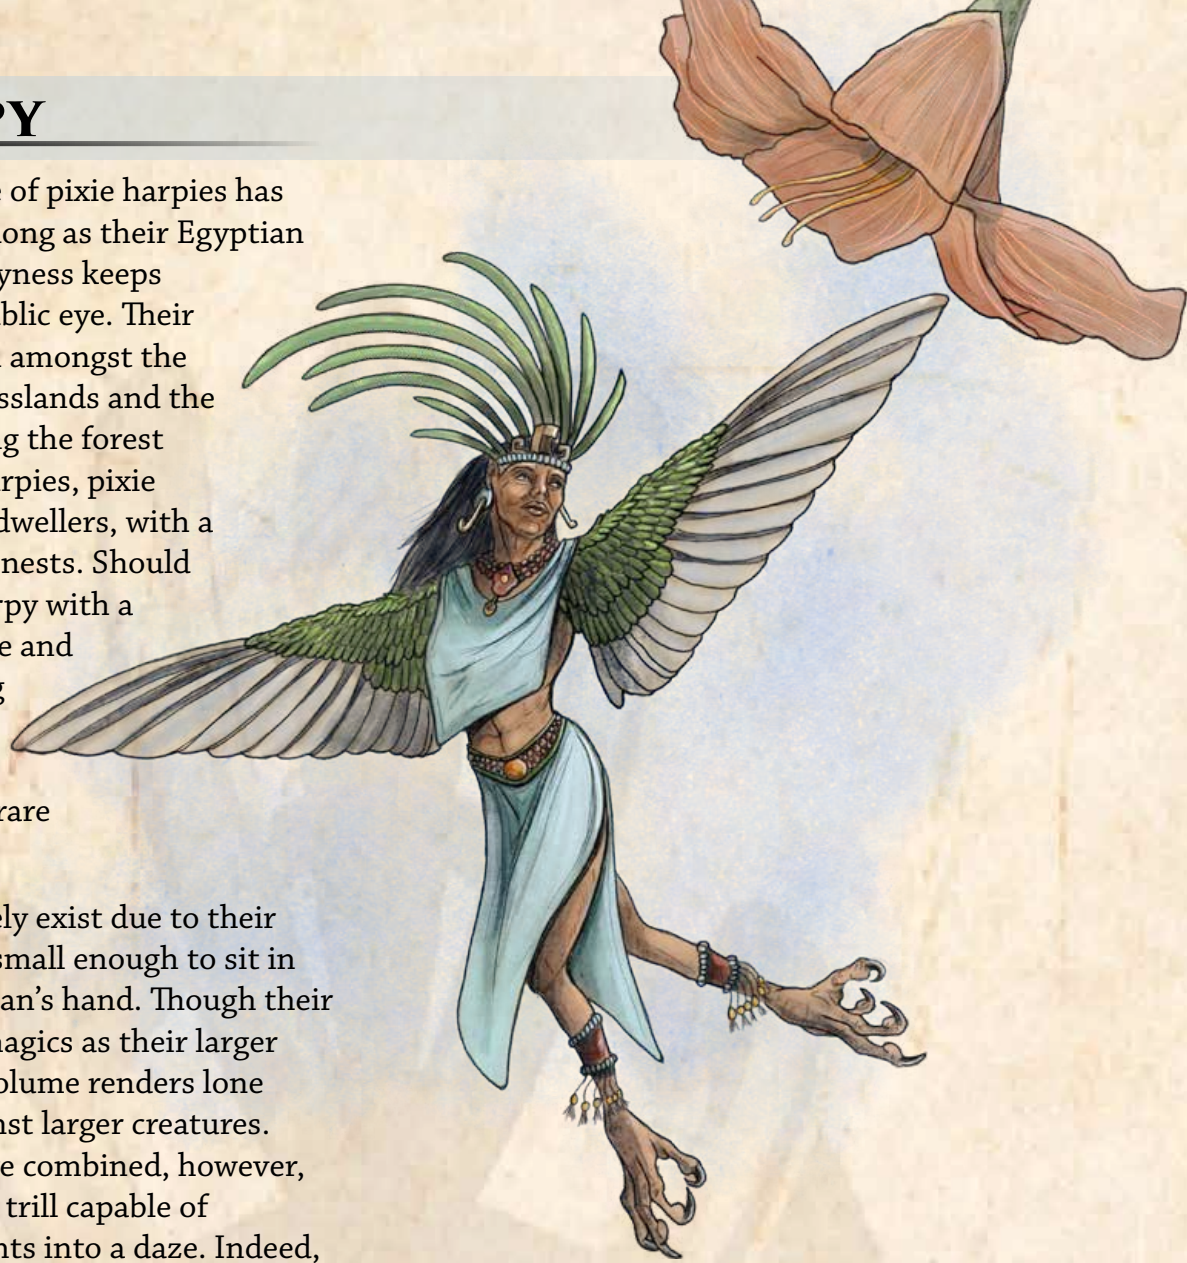 PY
e of pixie harpies has
long as their Egyptian
yness keeps
blic eye. Their
amongst the
sslands and the
g the forest
rpies, pixie
dwellers, with a
nests. Should
rpy with a
e and
g
rare
ely exist due to their
small enough to sit in
an’s hand. Though their
nagics as their larger
olume renders lone
nst larger creatures.
e combined, however,
trill capable of
nts into a daze. Indeed,